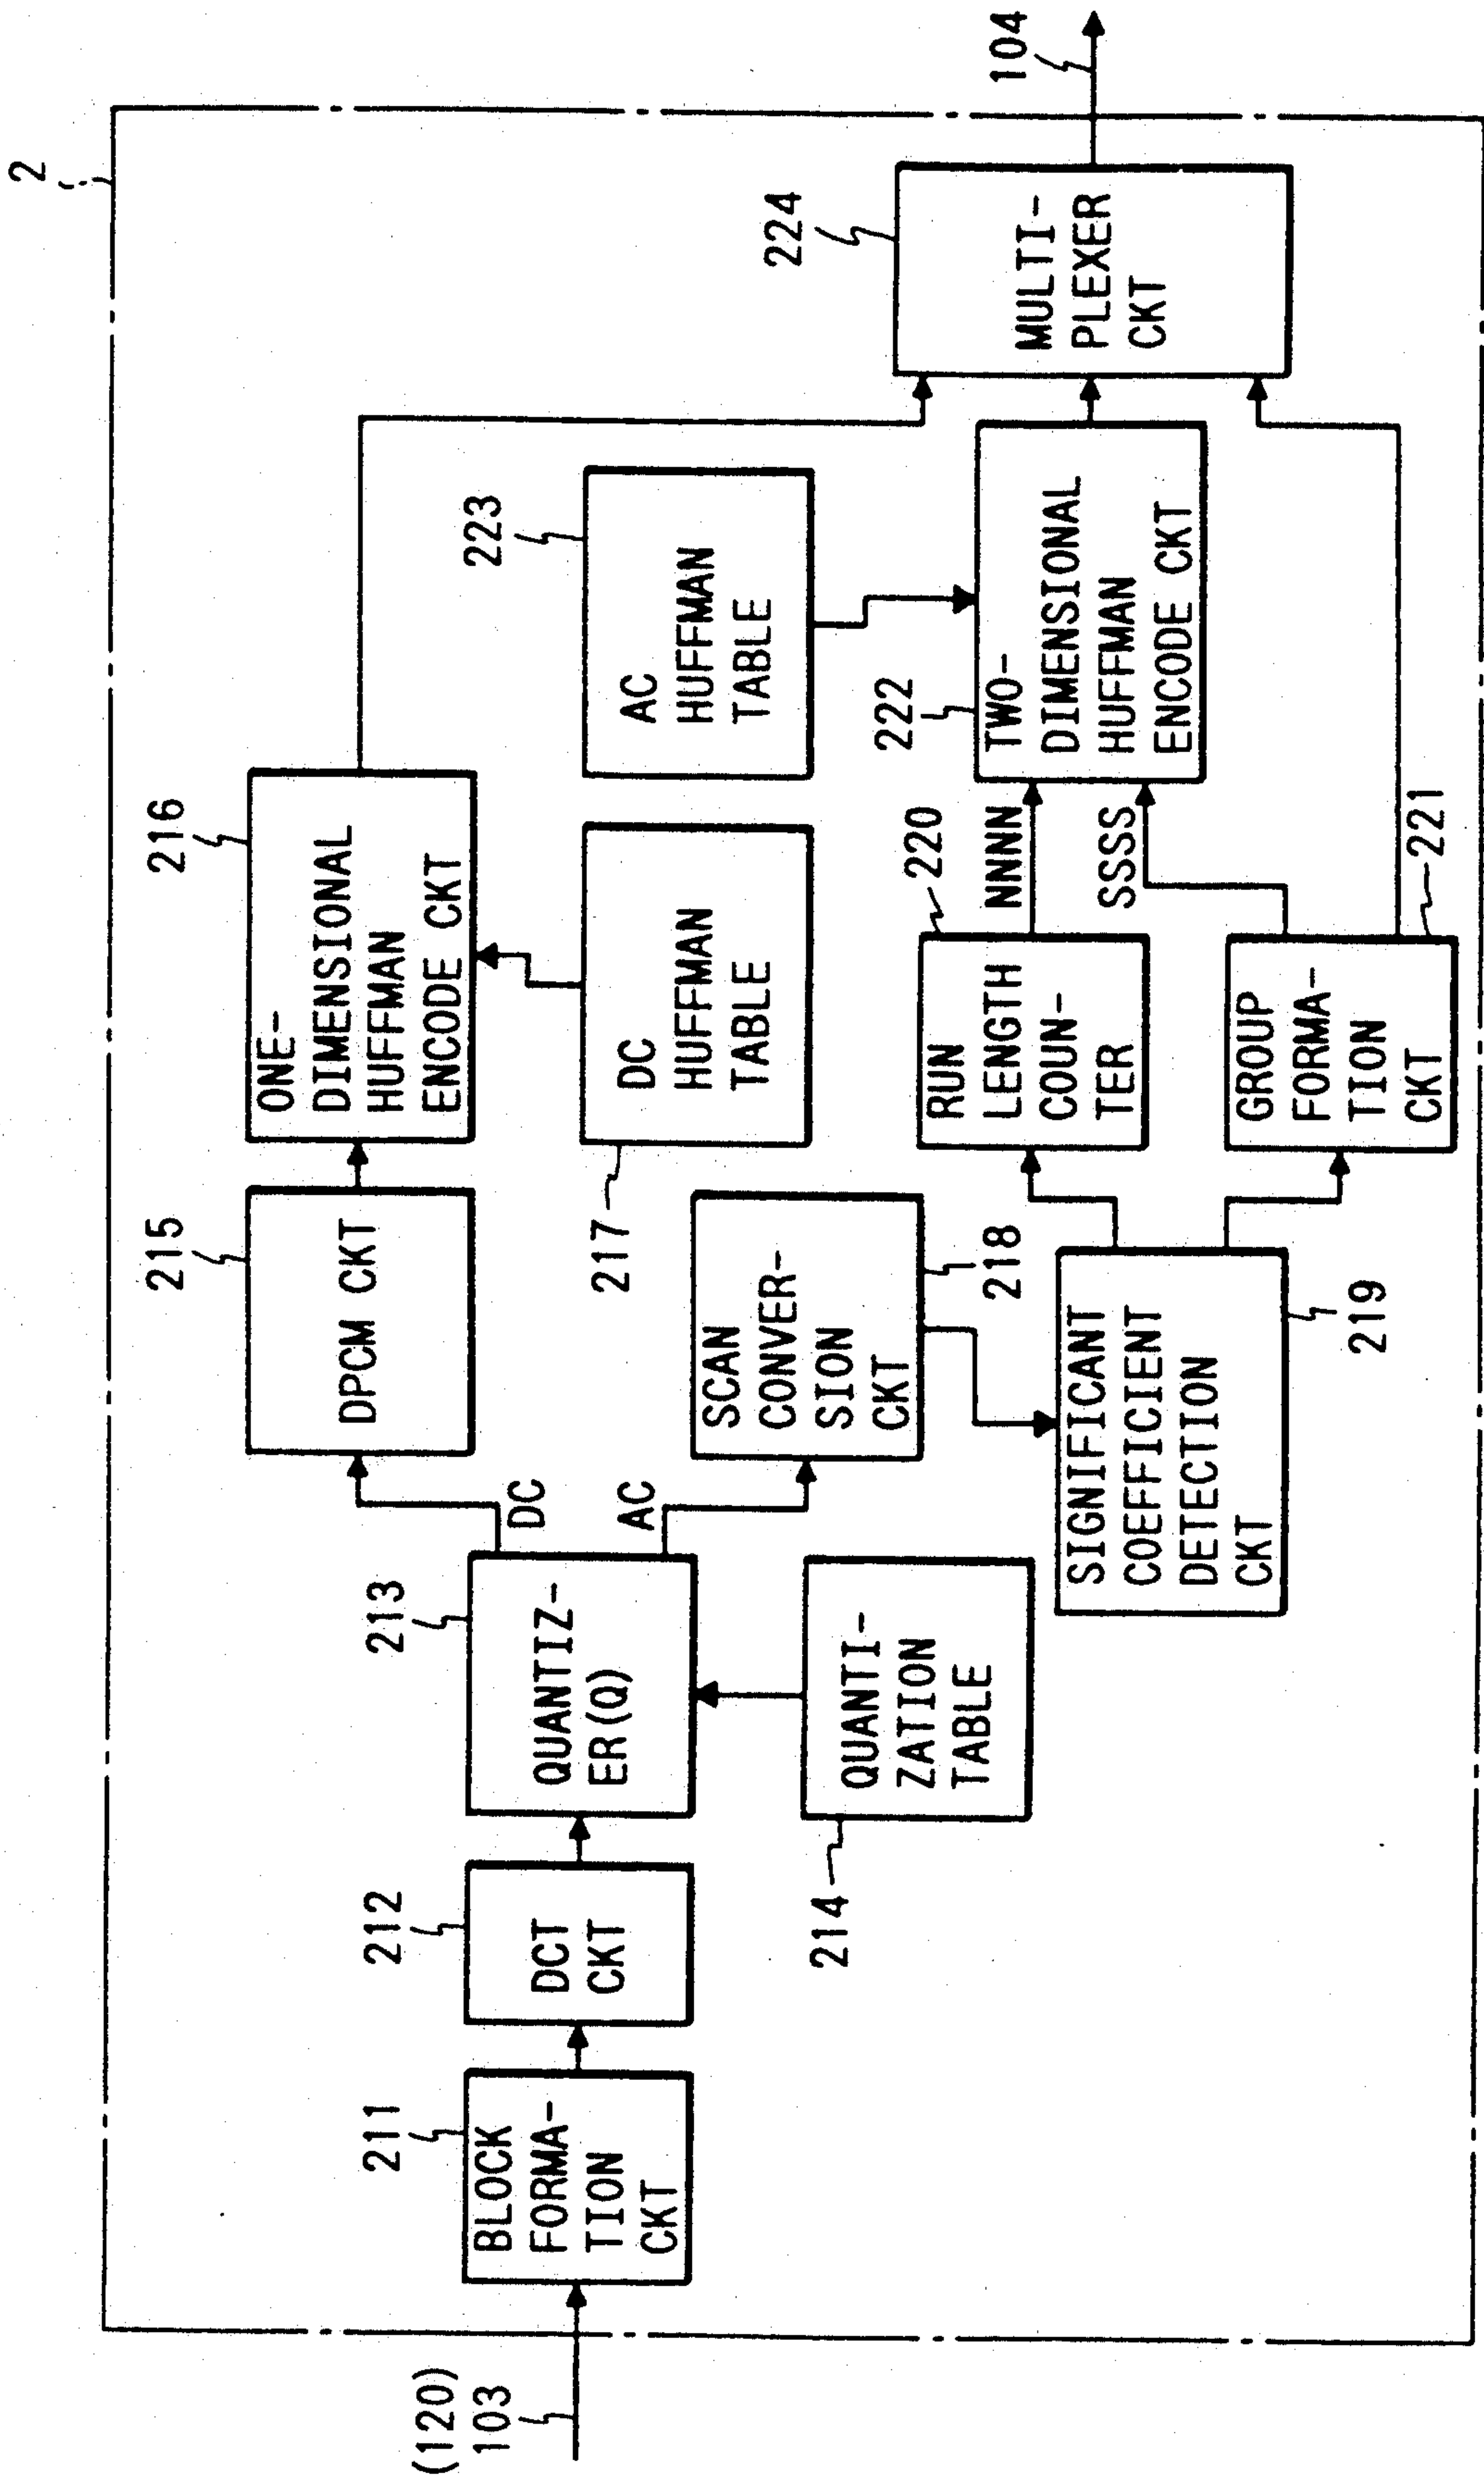 2
(120)
103
211
BLOCK
FORMA-
TION
CKT
212
DCT
CKT
213
QUANTIZ-
ER(Q)
DC
AC
214
QUANTI-
ZATION
TABLE
215
DPCM CKT
216
ONE-
DIMENSIONAL
HUFFMAN
ENCODE CKT
217
DC
HUFFMAN
TABLE
218
SCAN
CONVER-
SION
CKT
219
SIGNIFICANT
COEFFICIENT
DETECTION
CKT
220
RUN
LENGTH
COUN-
TER
NNNN
SSSS
221
GROUP
FORMA-
TION
CKT
222
TWO-
DIMENSIONAL
HUFFMAN
ENCODE CKT
223
AC
HUFFMAN
TABLE
224
MULTI-
PLEXER
CKT
104